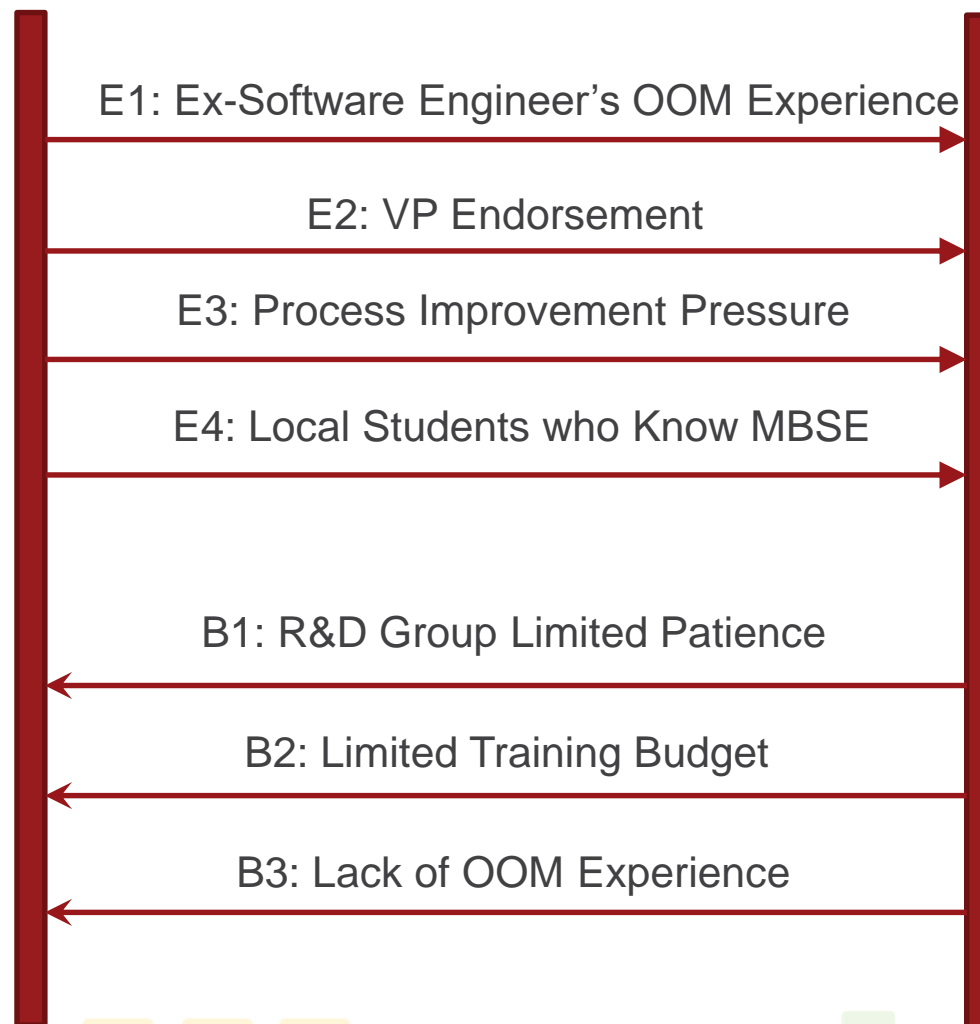 E1: Ex-Software Engineer’s OOM Experience
E2: VP Endorsement
E3: Process Improvement Pressure
E4: Local Students who Know MBSE
B1: R&D Group Limited Patience
B2: Limited Training Budget
B3: Lack of OOM Experience